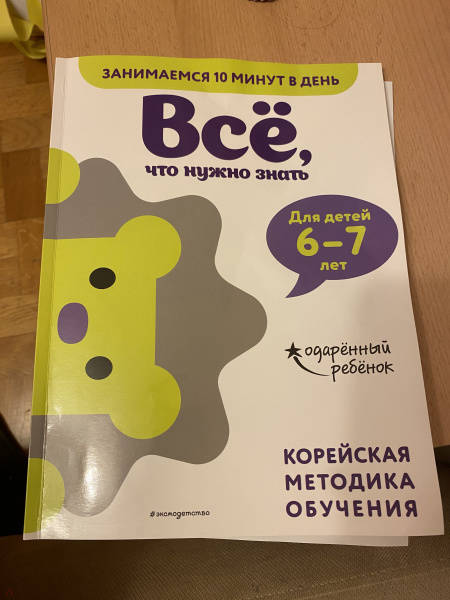 ЗАНИМАЕМСЯ 10 МИНУТ В ДЕНЬ
Всё,
что нужно знать
Для детей
6–7
лет
одарённый
ребёнок
КОРЕЙСКАЯ
МЕТОДИКА
ОБУЧЕНИЯ
#эксмодетство